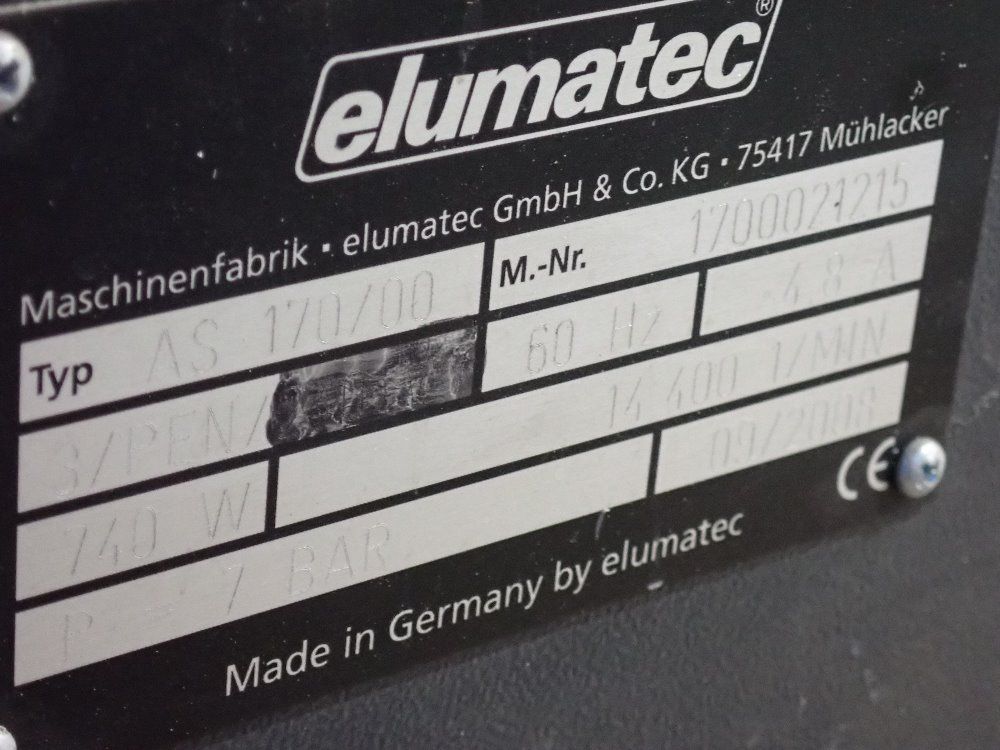 elumatec®
Maschinenfabrik • elumatec GmbH & Co. KG • 75417 Mühlacker
Typ AS 170/00 M.-Nr. 1700021215
3/PEN/ 60 Hz 4,8 A
740 W 14 400 1/MIN
P = 7 BAR 09/2008
CE
Made in Germany by elumatec